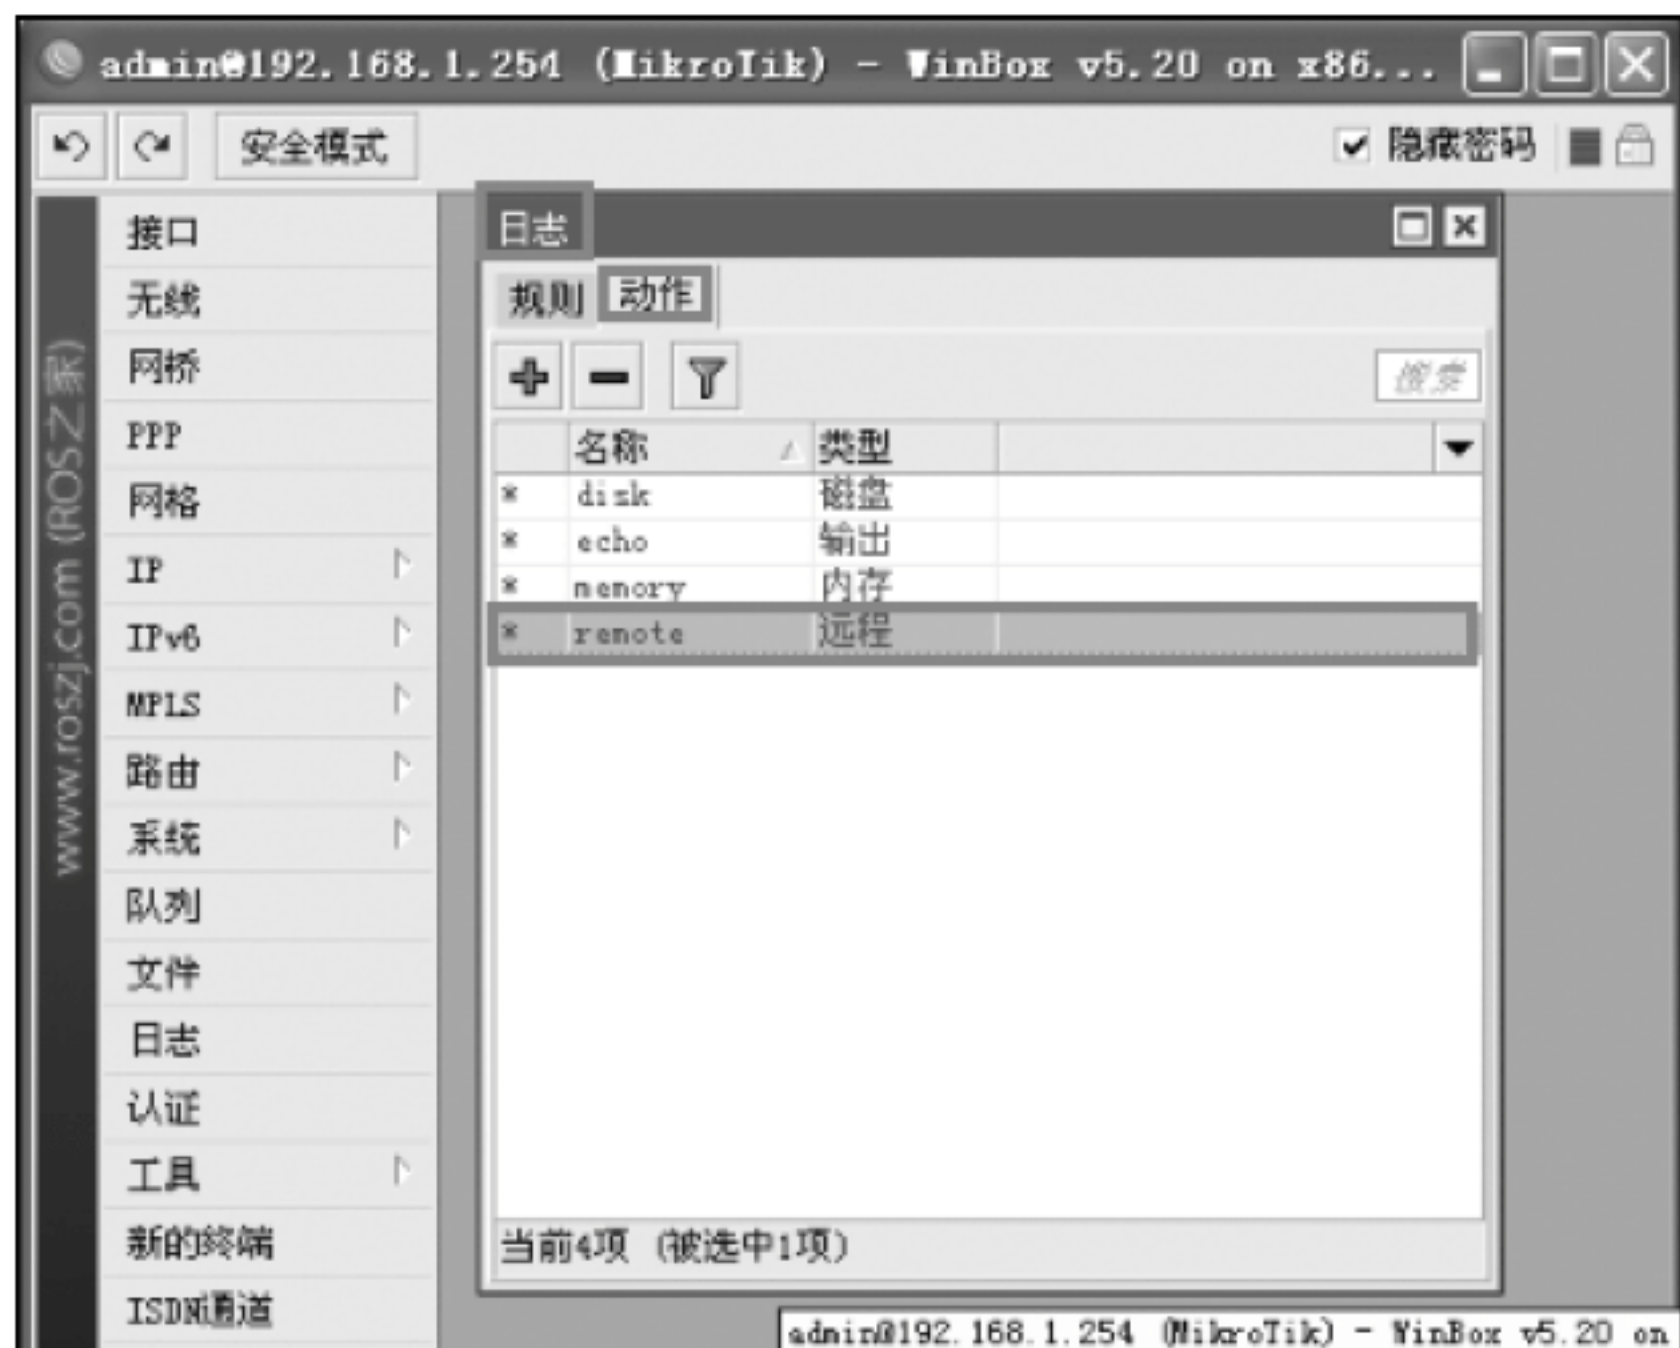 admin@192.168.1.254 (MikroTik) - WinBox v5.20 on x86...
安全模式
隐藏密码
www.roszj.com (ROS之家)
接口
无线
网桥
PPP
网格
IP
IPv6
MPLS
路由
系统
队列
文件
日志
认证
工具
新的终端
ISDN通道
日志
规则 动作
搜索
名称 类型
* disk 磁盘
* echo 输出
* memory 内存
* remote 远程
当前4项 (被选中1项)
admin@192.168.1.254 (MikroTik) - WinBox v5.20 on